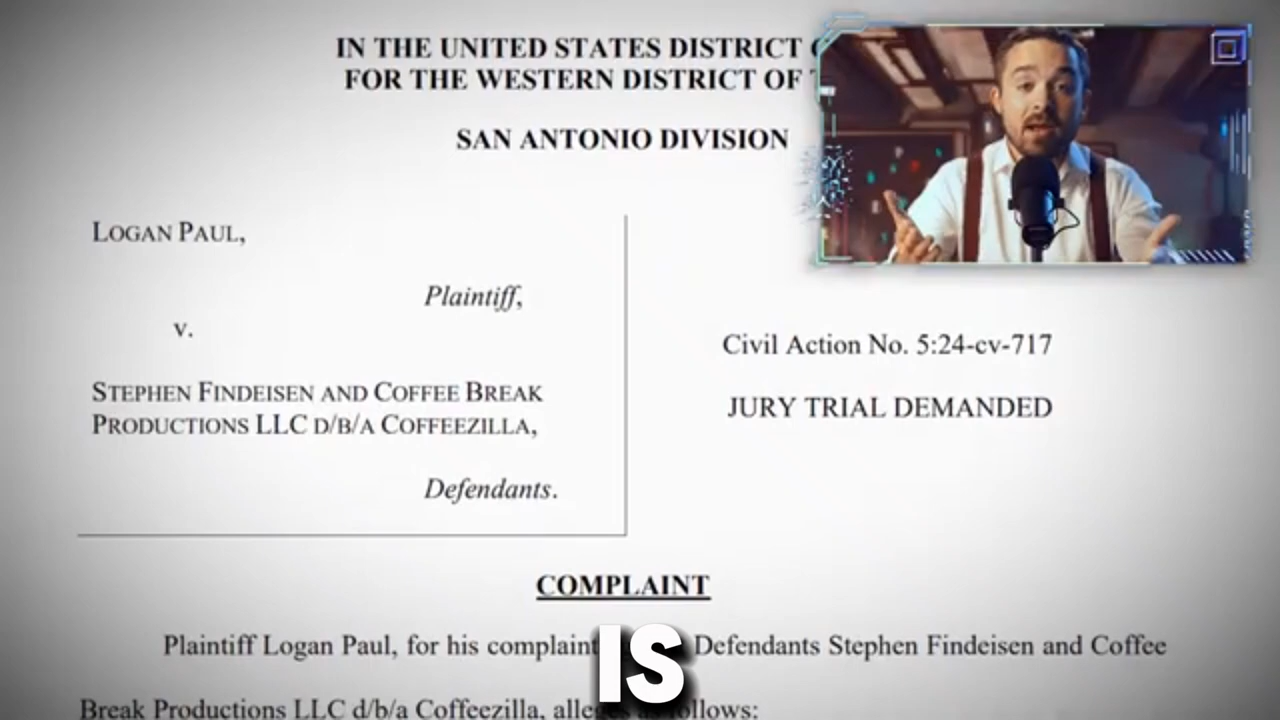 IN THE UNITED STATES DISTRICT
FOR THE WESTERN DISTRICT OF
SAN ANTONIO DIVISION
LOGAN PAUL,
Plaintiff,
v.
Civil Action No. 5:24-cv-717
STEPHEN FINDEISEN AND COFFEE BREAK
PRODUCTIONS LLC D/B/A COFFEEZILLA,
JURY TRIAL DEMANDED
Defendants.
COMPLAINT
Plaintiff Logan Paul, for his complaint Defendants Stephen Findeisen and Coffee
IS
Break Productions LLC d/b/a Coffeezilla, alleges as follows: